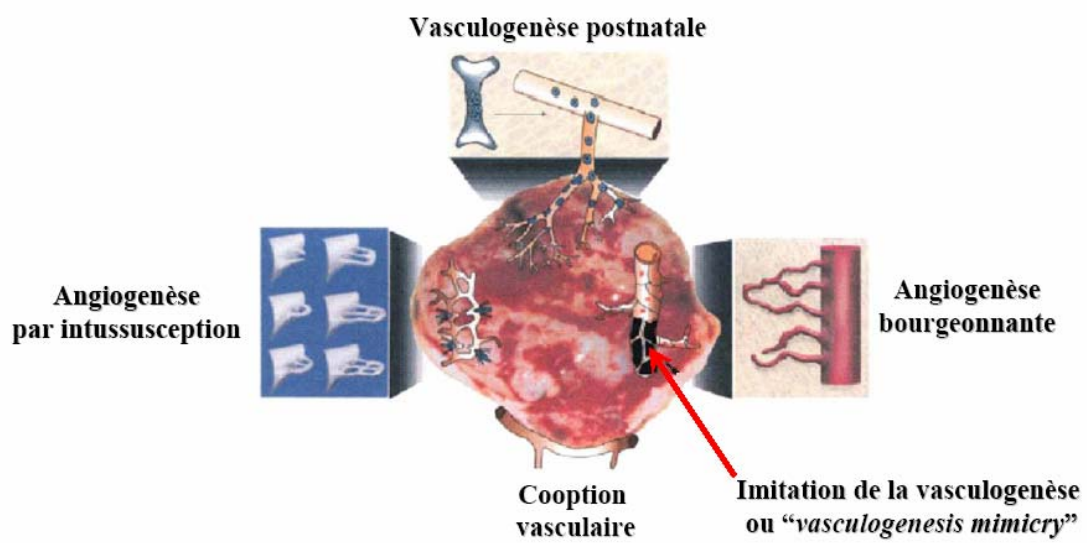 Vasculogenèse postnatale
Angiogenèse
par intussusception
Angiogenèse
bourgeonnante
Cooption
vasculaire
Imitation de la vasculogenèse
ou “vasculogenesis mimicry”